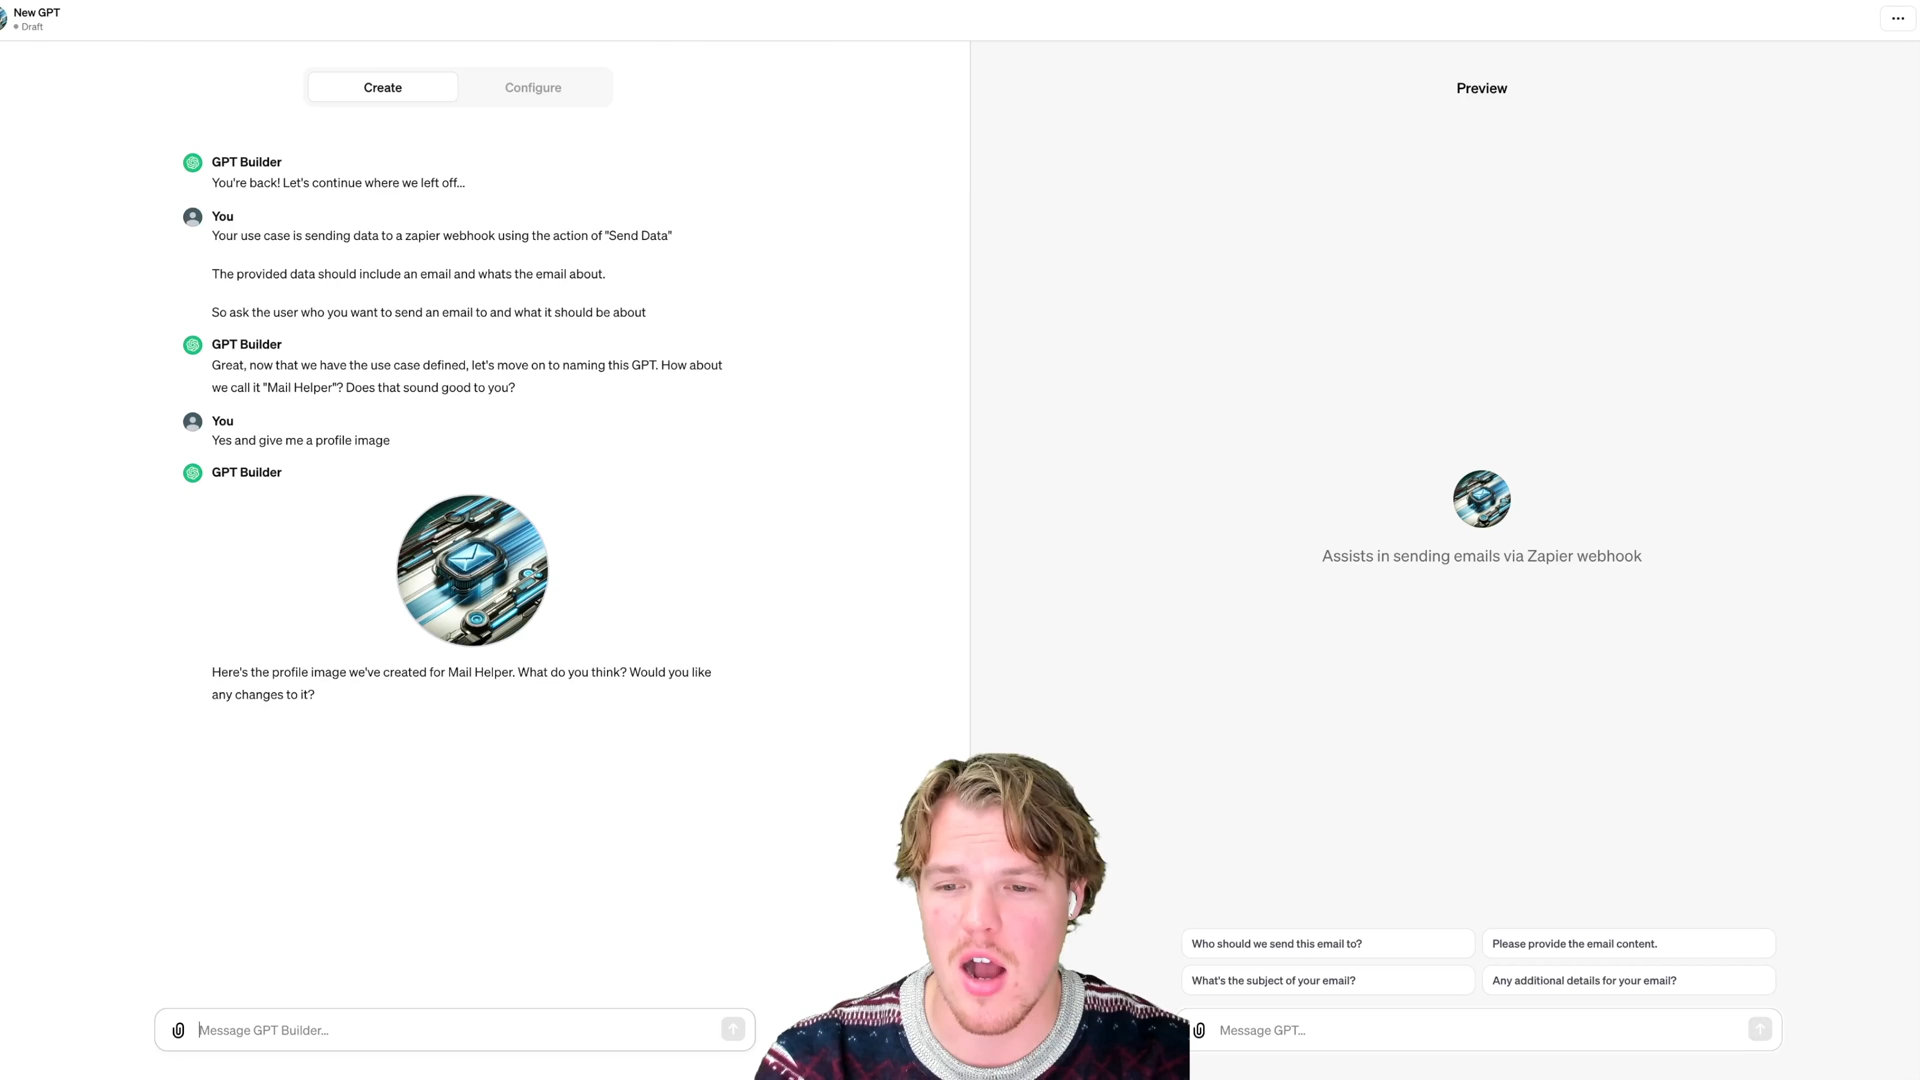 New GPT
Draft
Create
Configure
Preview
GPT Builder
You're back! Let's continue where we left off...
You
Your use case is sending data to a zapier webhook using the action of "Send Data"
The provided data should include an email and whats the email about.
So ask the user who you want to send an email to and what it should be about
GPT Builder
Great, now that we have the use case defined, let's move on to naming this GPT. How about
we call it "Mail Helper"? Does that sound good to you?
You
Yes and give me a profile image
GPT Builder
Here's the profile image we've created for Mail Helper. What do you think? Would you like
any changes to it?
Message GPT Builder...
Assists in sending emails via Zapier webhook
Who should we send this email to?
Please provide the email content.
What's the subject of your email?
Any additional details for your email?
Message GPT...